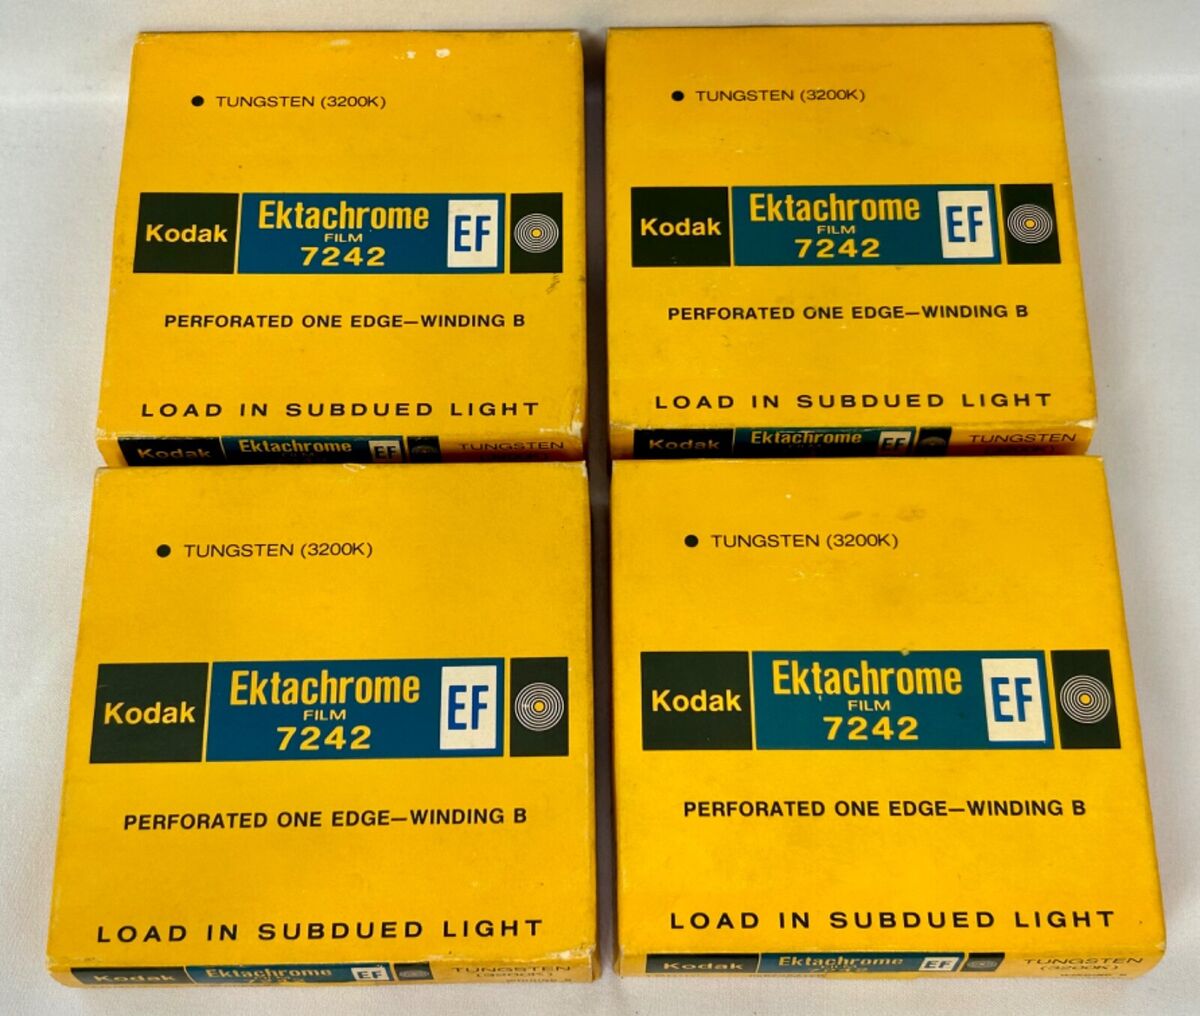 ● TUNGSTEN (3200K)
Kodak
Ektachrome
FILM
7242
EF
PERFORATED ONE EDGE—WINDING B
LOAD IN SUBDUED LIGHT
Kodak
Ektachrome
EF
TUNGSTEN
● TUNGSTEN (3200K)
Kodak
Ektachrome
FILM
7242
EF
PERFORATED ONE EDGE—WINDING B
LOAD IN SUBDUED LIGHT
Kodak
Ektachrome
EF
TUNGSTEN
● TUNGSTEN (3200K)
Kodak
Ektachrome
FILM
7242
EF
PERFORATED ONE EDGE—WINDING B
LOAD IN SUBDUED LIGHT
Kodak
Ektachrome
7242
EF
TUNGSTEN
(3200K)
● TUNGSTEN (3200K)
Kodak
Ektachrome
FILM
7242
EF
PERFORATED ONE EDGE—WINDING B
LOAD IN SUBDUED LIGHT
Kodak
Ektachrome
EF
TUNGSTEN
(3200K)